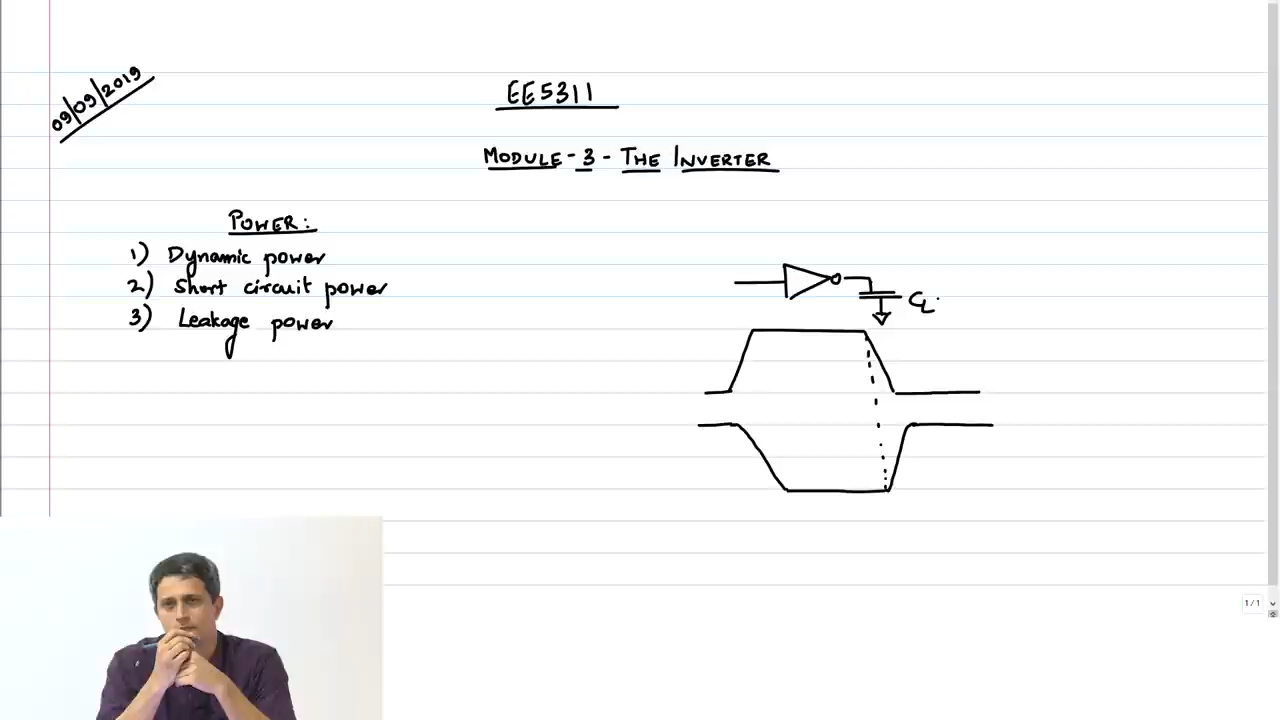 09/09/2019
EE5311
MODULE-3-THE INVERTER
POWER:
1) Dynamic power
2) Short circuit power
3) Leakage power
CL
1/1